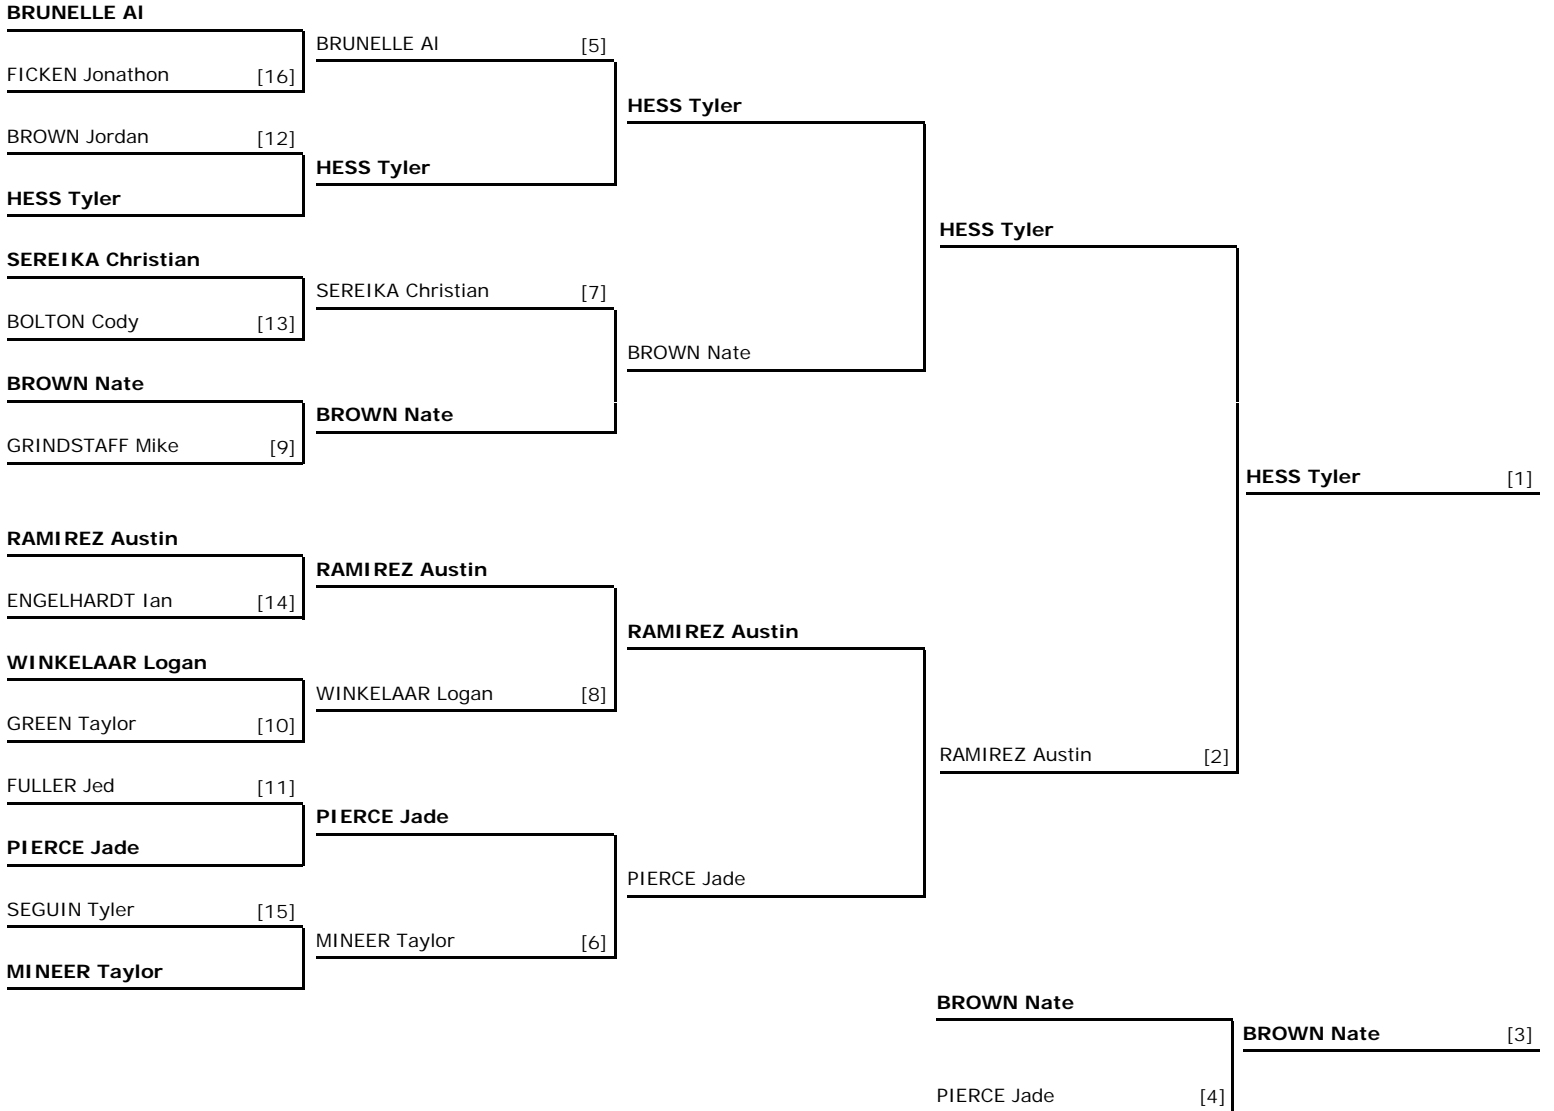 BRUNELLE Al
FICKEN Jonathon [16]
BROWN Jordan [12]
HESS Tyler
SEREIKA Christian
BOLTON Cody [13]
BROWN Nate
GRINDSTAFF Mike [9]
RAMIREZ Austin
ENGELHARDT Ian [14]
WINKELAAR Logan
GREEN Taylor [10]
FULLER Jed [11]
PIERCE Jade
SEGUIN Tyler [15]
MINEER Taylor
BRUNELLE Al [5]
HESS Tyler
SEREIKA Christian [7]
BROWN Nate
RAMIREZ Austin
WINKELAAR Logan [8]
PIERCE Jade
MINEER Taylor [6]
HESS Tyler
BROWN Nate
RAMIREZ Austin
PIERCE Jade
HESS Tyler
RAMIREZ Austin [2]
HESS Tyler [1]
BROWN Nate
PIERCE Jade [4]
BROWN Nate [3]